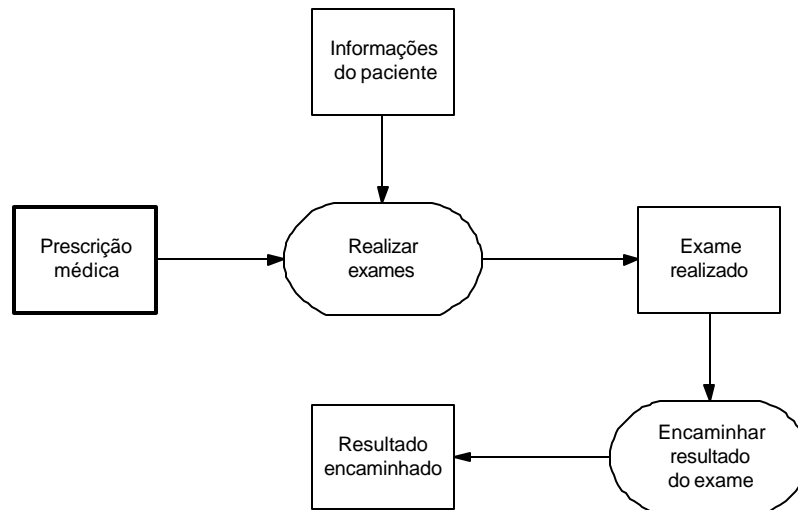 Informações
do paciente
Prescrição
médica
Realizar
exames
Exame
realizado
Resultado
encaminhado
Encaminhar
resultado
do exame